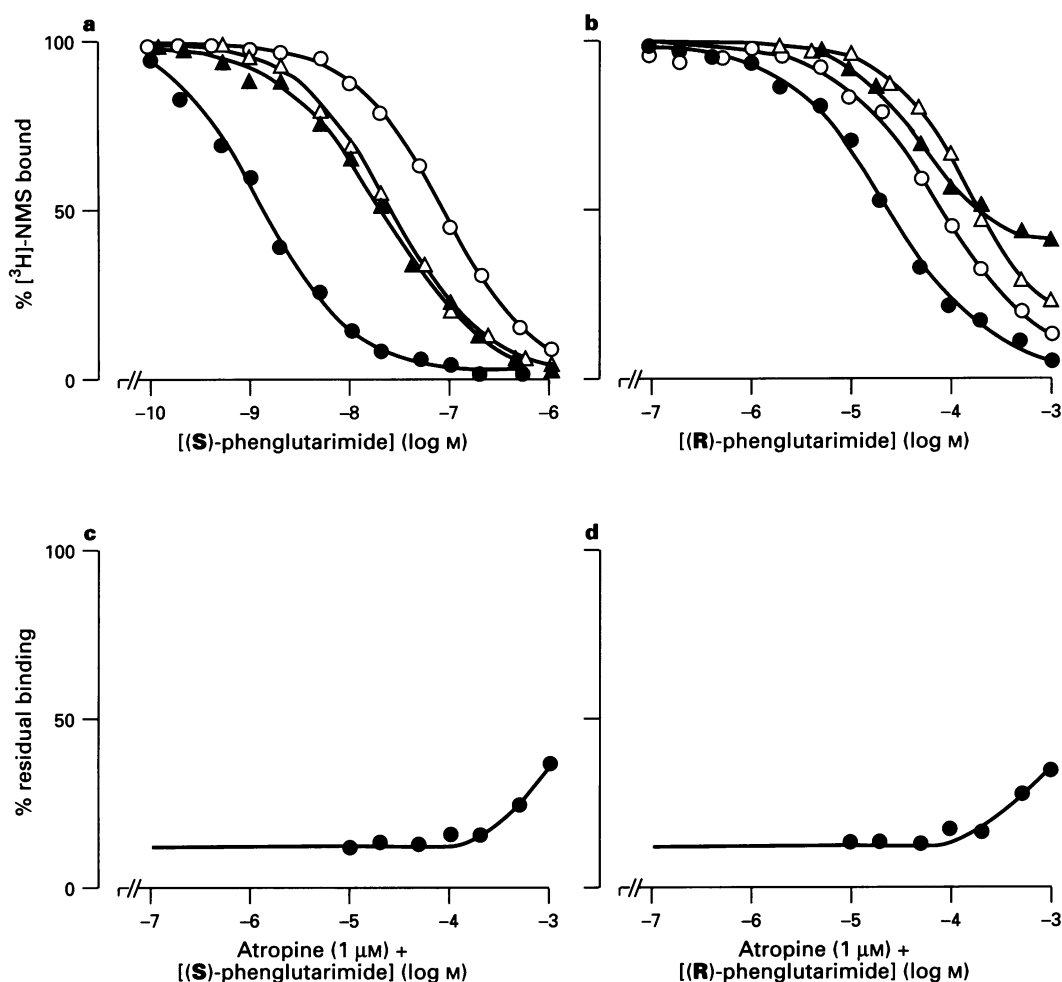 a
100
50
0
% [³H]-NMS bound
−10 −9 −8 −7 −6
[(S)-phenglutarimide] (log M)
b
−7 −6 −5 −4 −3
[(R)-phenglutarimide] (log M)
c
100
50
0
% residual binding
−7 −6 −5 −4 −3
Atropine (1 μM) +
[(S)-phenglutarimide] (log M)
d
−7 −6 −5 −4 −3
Atropine (1 μM) +
[(R)-phenglutarimide] (log M)